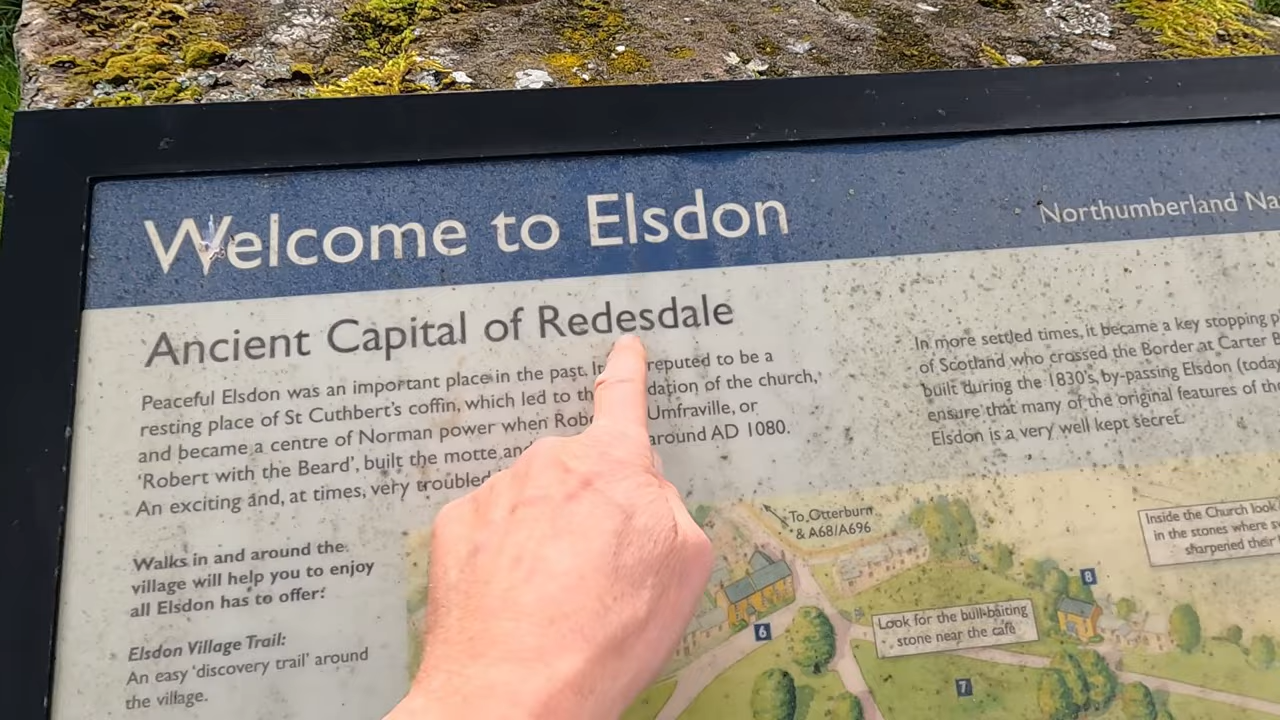 Welcome to Elsdon
Northumberland Na
Ancient Capital of Redesdale
Peaceful Elsdon was an important place in the past. It reputed to be a
resting place of St Cuthbert's coffin, which led to th dation of the church,
and became a centre of Norman power when Rob Umfraville, or
'Robert with the Beard', built the motte an around AD 1080.
An exciting and, at times, very troubled
Walks in and around the
village will help you to enjoy
all Elsdon has to offer:
Elsdon Village Trail:
An easy 'discovery trail' around
the village.
In more settled times, it became a key stopping p
of Scotland who crossed the Border at Carter B
built during the 1830's, by-passing Elsdon (today
ensure that many of the original features of th
Elsdon is a very well kept secret.
To Otterburn
& A68/A696
Inside the Church look
in the stones where s
sharpened their
8
Look for the bull-baiting
stone near the café
6
7